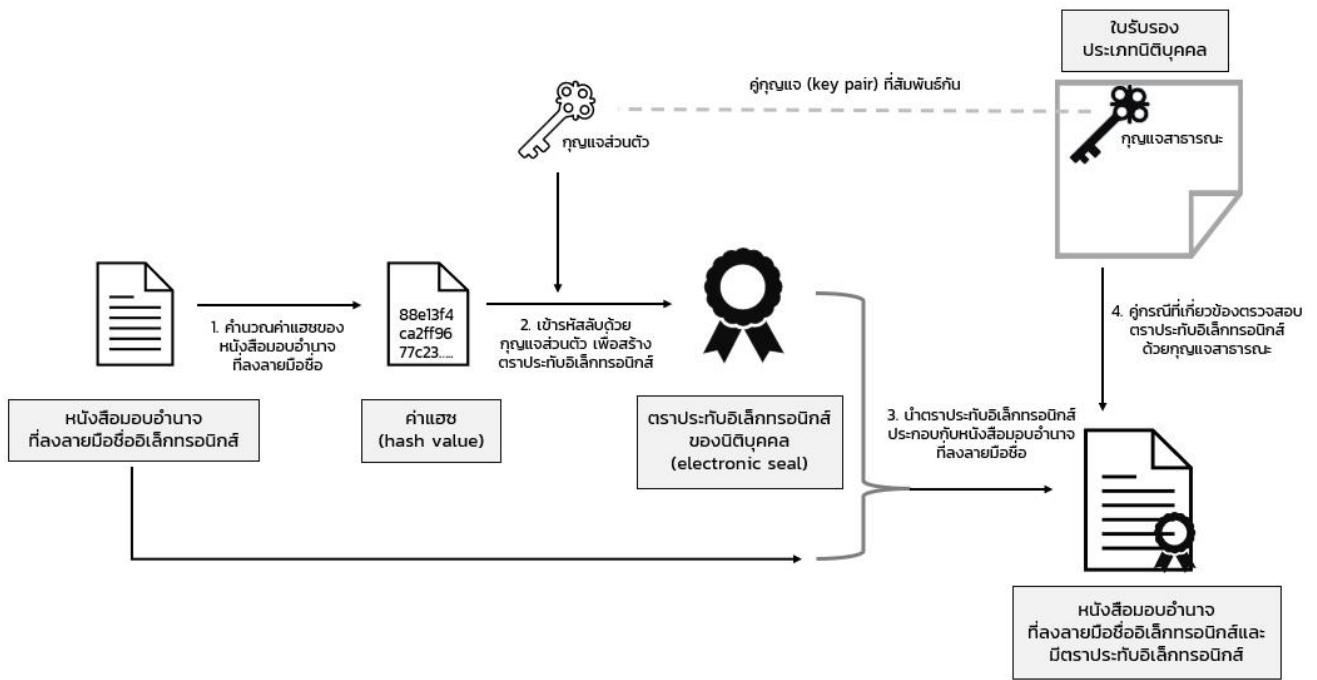 ใบรับรอง
ประเภทนิติบุคคล
คู่กุญแจ (key pair) ที่สัมพันธ์กัน
กุญแจส่วนตัว
กุญแจสาธารณะ
88e13f4
ca2ff96
77c23.....
1. คำนวณค่าแฮชของ
หนังสือมอบอำนาจ
ที่ลงลายมือชื่อ
2. เข้ารหัสลับด้วย
กุญแจส่วนตัว เพื่อสร้าง
ตราประทับอิเล็กทรอนิกส์
4. คู่กรณีที่เกี่ยวข้องตรวจสอบ
ตราประทับอิเล็กทรอนิกส์
ด้วยกุญแจสาธารณะ
หนังสือมอบอำนาจ
ที่ลงลายมือชื่ออิเล็กทรอนิกส์
ค่าแฮช
(hash value)
ตราประทับอิเล็กทรอนิกส์
ของนิติบุคคล
(electronic seal)
3. นำตราประทับอิเล็กทรอนิกส์
ประกอบกับหนังสือมอบอำนาจ
ที่ลงลายมือชื่อ
หนังสือมอบอำนาจ
ที่ลงลายมือชื่ออิเล็กทรอนิกส์และ
มีตราประทับอิเล็กทรอนิกส์